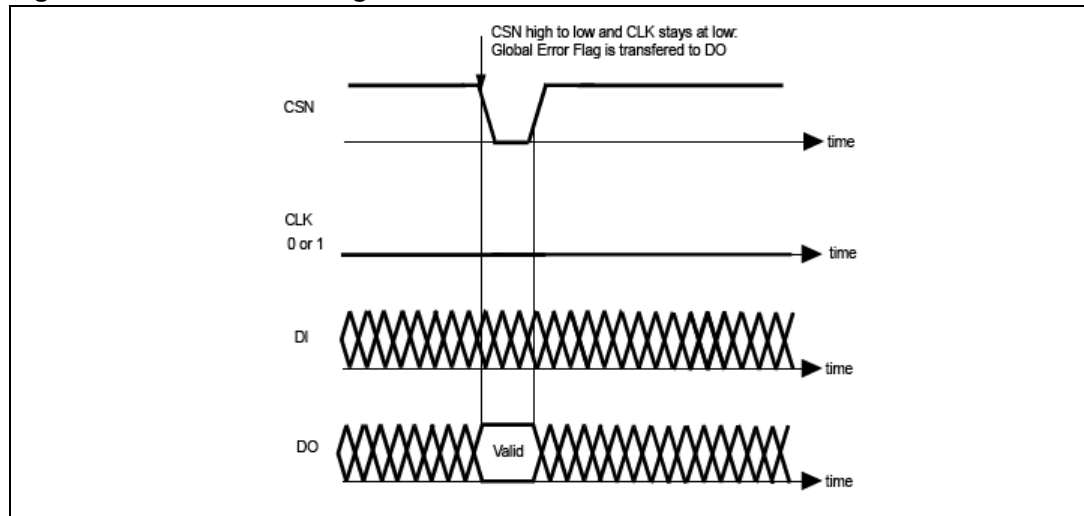 CSN high to low and CLK stays at low:
Global Error Flag is transfered to DO
CSN
time
CLK
0 or 1
time
DI
time
DO
Valid
time